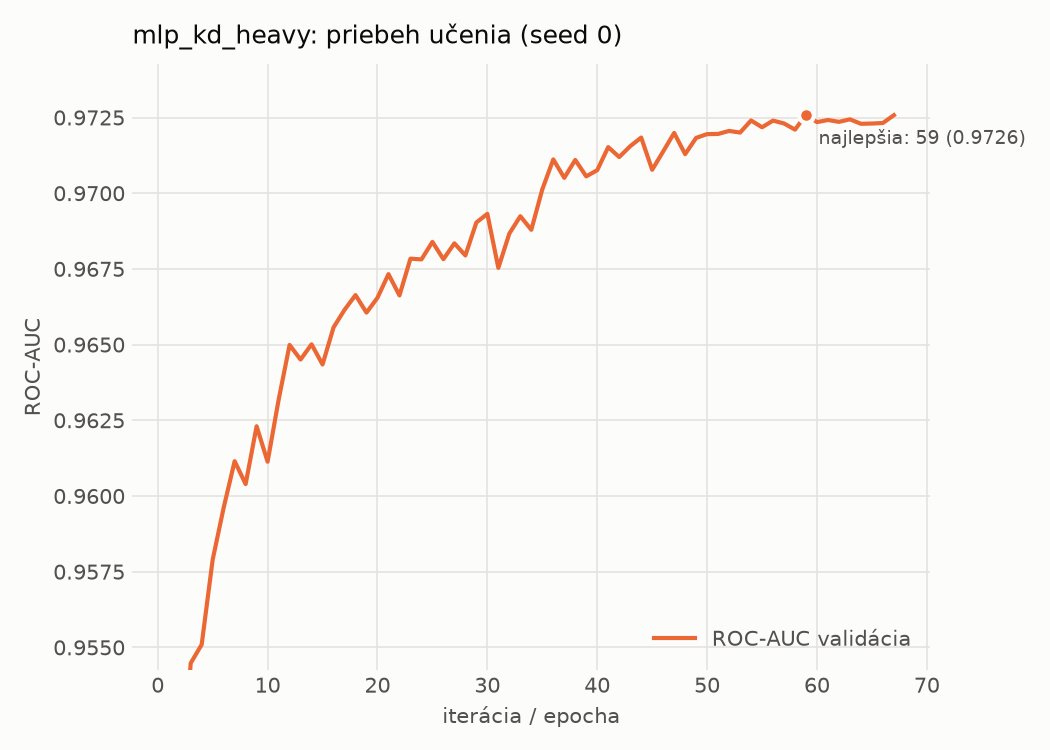 mlp_kd_heavy: priebeh učenia (seed 0)
ROC-AUC
0.9725
0.9700
0.9675
0.9650
0.9625
0.9600
0.9575
0.9550
najlepšia: 59 (0.9726)
ROC-AUC validácia
0 10 20 30 40 50 60 70
iterácia / epocha